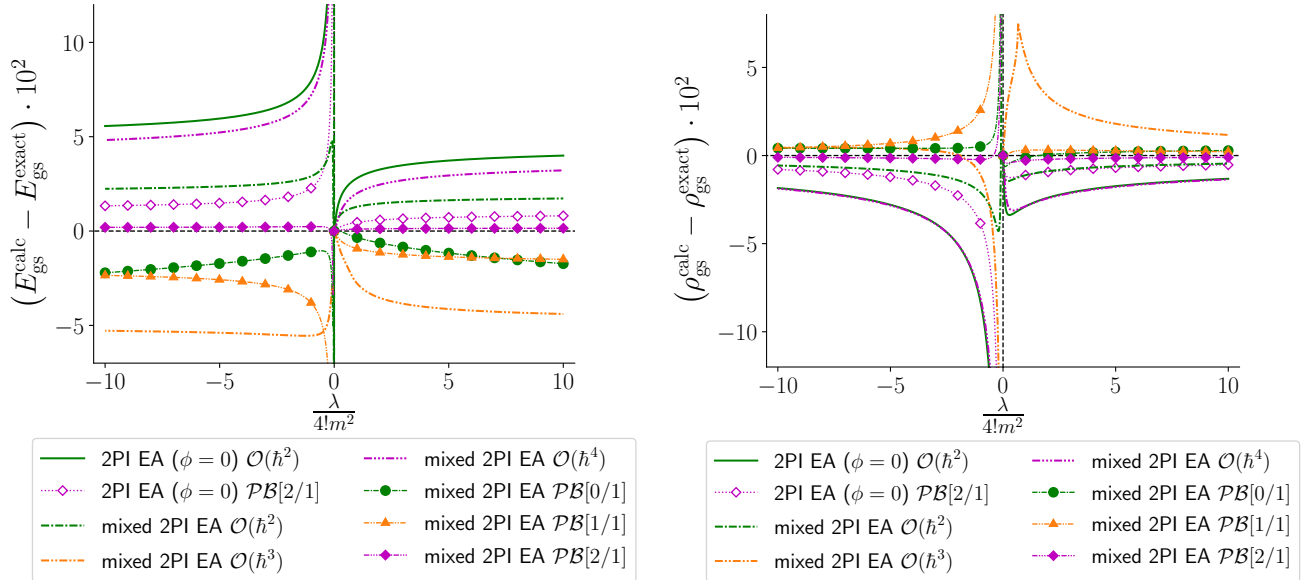 (E_gs^calc − E_gs^exact) · 10^2
10
5
0
−5
−10
−5
0
5
10
λ
4!m^2
2PI EA (ϕ = 0) O(ħ^2)
2PI EA (ϕ = 0) PB[2/1]
mixed 2PI EA O(ħ^2)
mixed 2PI EA O(ħ^3)
mixed 2PI EA O(ħ^4)
mixed 2PI EA PB[0/1]
mixed 2PI EA PB[1/1]
mixed 2PI EA PB[2/1]
(ρ_gs^calc − ρ_gs^exact) · 10^2
5
0
−5
−10
−10
−5
0
5
10
λ
4!m^2
2PI EA (ϕ = 0) O(ħ^2)
2PI EA (ϕ = 0) PB[2/1]
mixed 2PI EA O(ħ^2)
mixed 2PI EA O(ħ^3)
mixed 2PI EA O(ħ^4)
mixed 2PI EA PB[0/1]
mixed 2PI EA PB[1/1]
mixed 2PI EA PB[2/1]